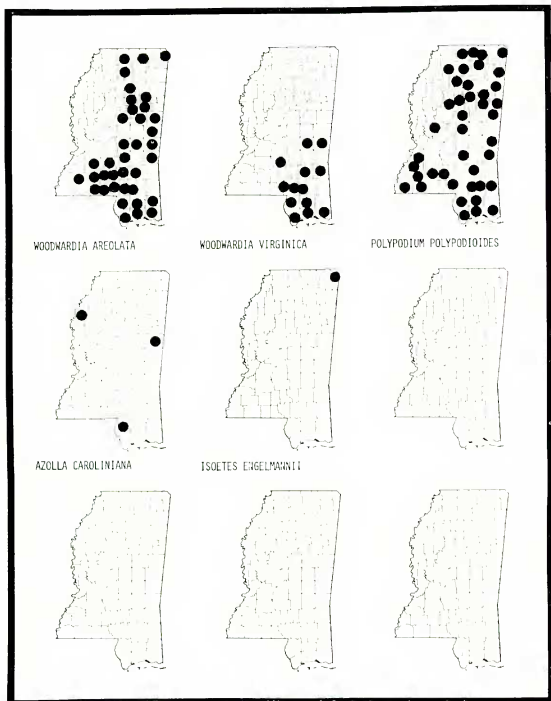 WOODWARDIA AREOLATA
WOODWARDIA VIRGINICA
POLYPODIUM POLYPODIOIDES
AZOLLA CAROLINIANA
ISOETES ENGELMANNII